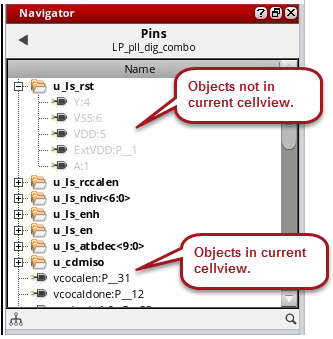 Navigator
Pins
LP_pll_dig_combo
Name
u_ls_rst
Y:4
VSS:6
VDD:5
ExtVDD:P__1
A:1
u_ls_rccalen
u_ls_ndiv<6:0>
u_ls_enh
u_ls_en
u_ls_atbdec<9:0>
u_cdmiso
vcocalen:P__31
vcocaldone:P__12
Objects not in
current cellview.
Objects in current
cellview.